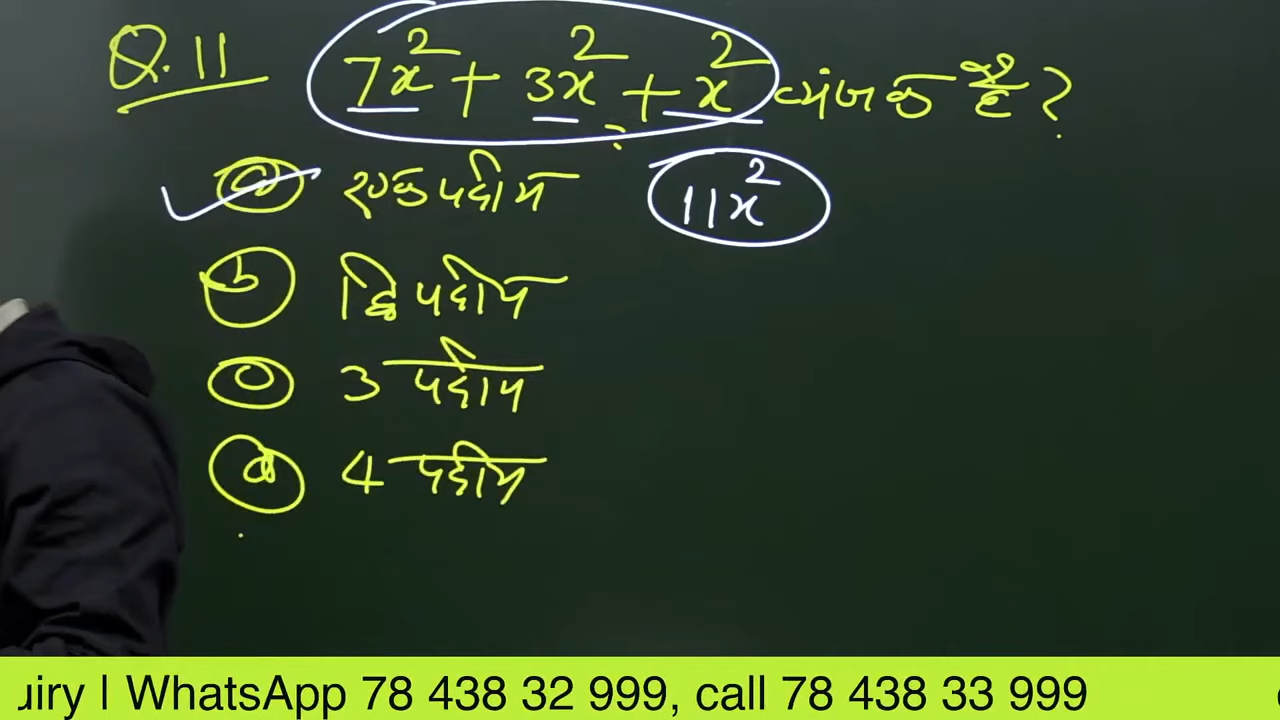 Q.11 7x² + 3x² + x² व्यंजक है ?
a एकपदीय 11x²
b द्विपदीय
c 3 पदीय
d 4 पदीय
iry | WhatsApp 78 438 32 999, call 78 438 33 999